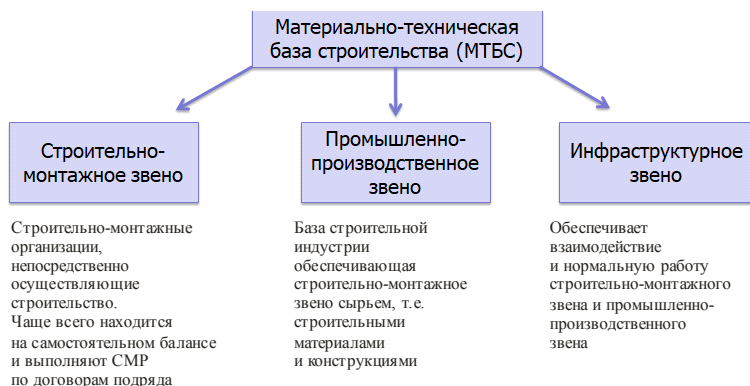 Материально-техническая
база строительства (МТБС)
Строительно-
монтажное звено
Промышленно-
производственное
звено
Инфраструктурное
звено
Строительно-монтажные
организации,
непосредственно
осуществляющие
строительство.
Чаще всего находится
на самостоятельном балансе
и выполняют СМР
по договорам подряда
База строительной
индустрии
обеспечивающая
строительно-монтажное
звено сырьем, т.е.
строительными
материалами
и конструкциями
Обеспечивает
взаимодействие
и нормальную работу
строительно-монтажного
звена и промышленно-
производственного
звена